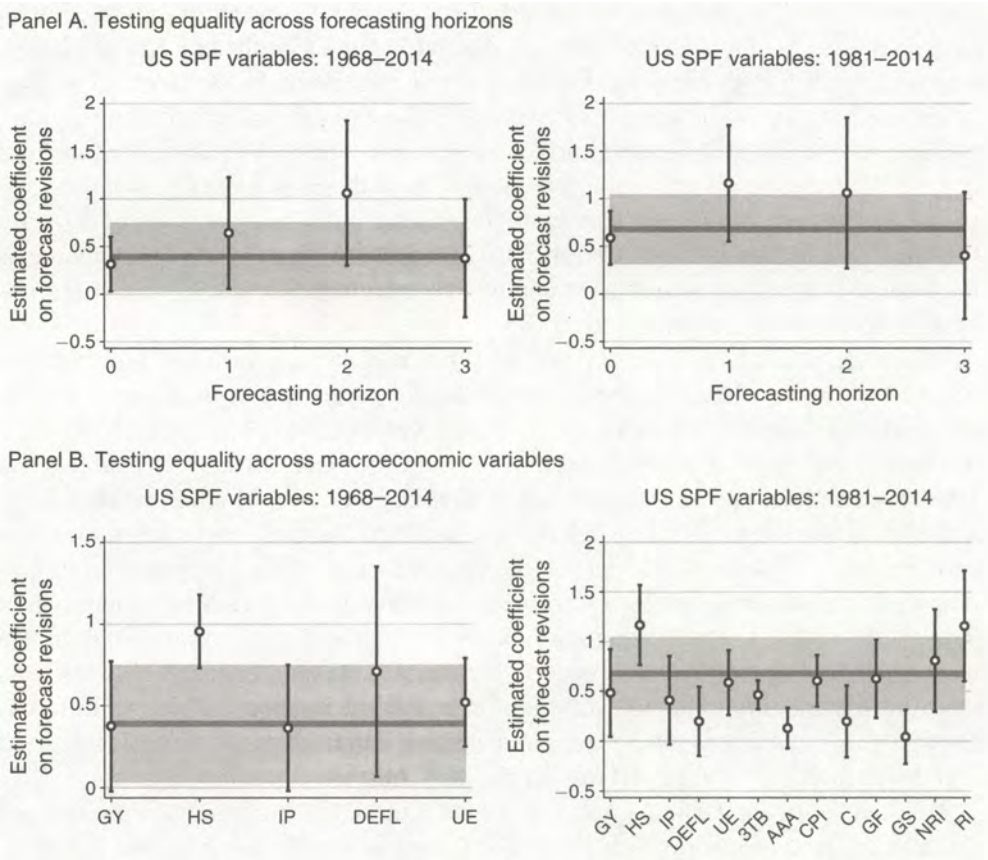 Panel A. Testing equality across forecasting horizons
US SPF variables: 1968–2014
Estimated coefficient
on forecast revisions
2
1.5
1
0.5
0
−0.5
0
1
2
3
Forecasting horizon
US SPF variables: 1981–2014
Estimated coefficient
on forecast revisions
2
1.5
1
0.5
0
−0.5
0
1
2
3
Forecasting horizon
Panel B. Testing equality across macroeconomic variables
US SPF variables: 1968–2014
Estimated coefficient
on forecast revisions
1.5
1
0.5
0
GY
HS
IP
DEFL
UE
US SPF variables: 1981–2014
Estimated coefficient
on forecast revisions
2
1.5
1
0.5
0
−0.5
GY
HS
IP
DEFL
UE
3TB
AAA
CPI
C
GF
GS
NRI
RI